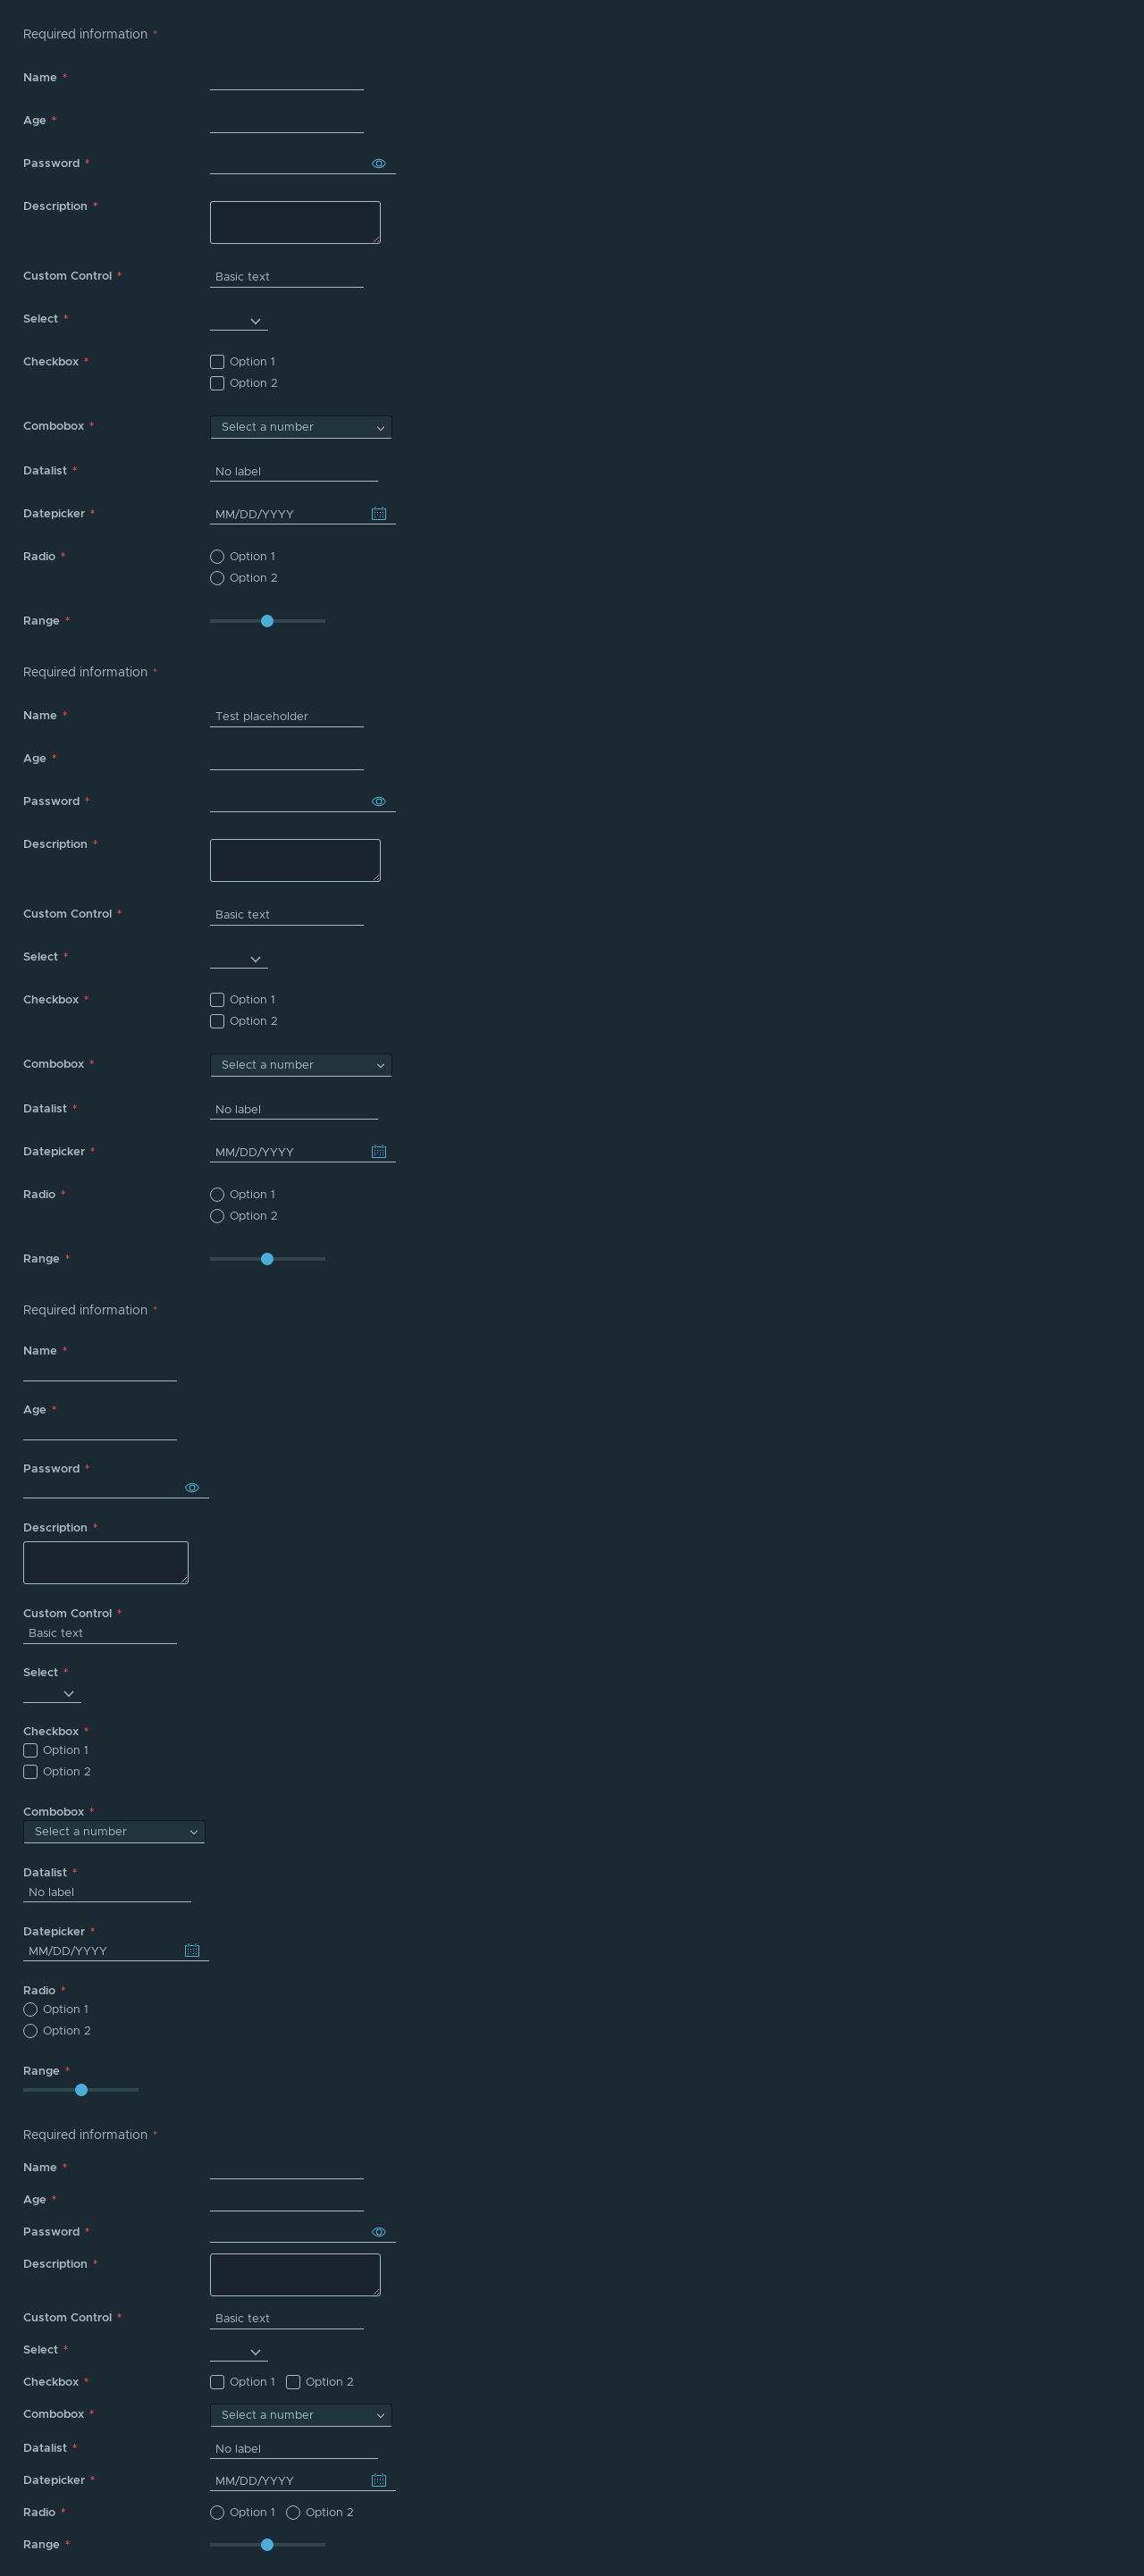 Required information *
Name *
Age *
Password *
Description *
Custom Control * Basic text
Select *
Checkbox * Option 1
Option 2
Combobox * Select a number
Datalist * No label
Datepicker * MM/DD/YYYY
Radio * Option 1
Option 2
Range *
Required information *
Name * Test placeholder
Age *
Password *
Description *
Custom Control * Basic text
Select *
Checkbox * Option 1
Option 2
Combobox * Select a number
Datalist * No label
Datepicker * MM/DD/YYYY
Radio * Option 1
Option 2
Range *
Required information *
Name *
Age *
Password *
Description *
Custom Control *
Basic text
Select *
Checkbox *
Option 1
Option 2
Combobox *
Select a number
Datalist *
No label
Datepicker *
MM/DD/YYYY
Radio *
Option 1
Option 2
Range *
Required information *
Name *
Age *
Password *
Description *
Custom Control * Basic text
Select *
Checkbox * Option 1 Option 2
Combobox * Select a number
Datalist * No label
Datepicker * MM/DD/YYYY
Radio * Option 1 Option 2
Range *